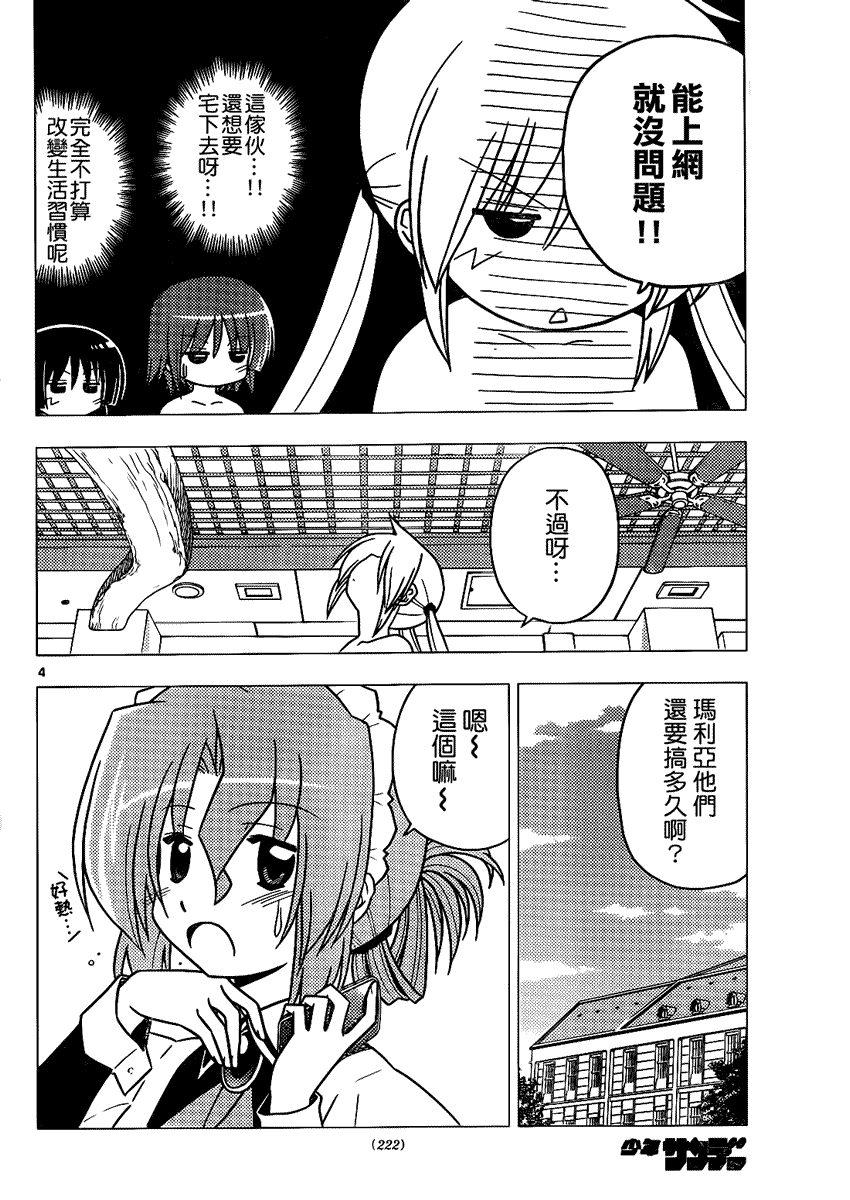 能上網
就沒問題!!
這傢伙…!!
還想要
宅下去呀…!!
完全不打算
改變生活習慣呢
不過呀…
4
瑪利亞他們
還要搞多久啊？
嗯~
這個嘛~
好熱…
(222)
少年サンデー